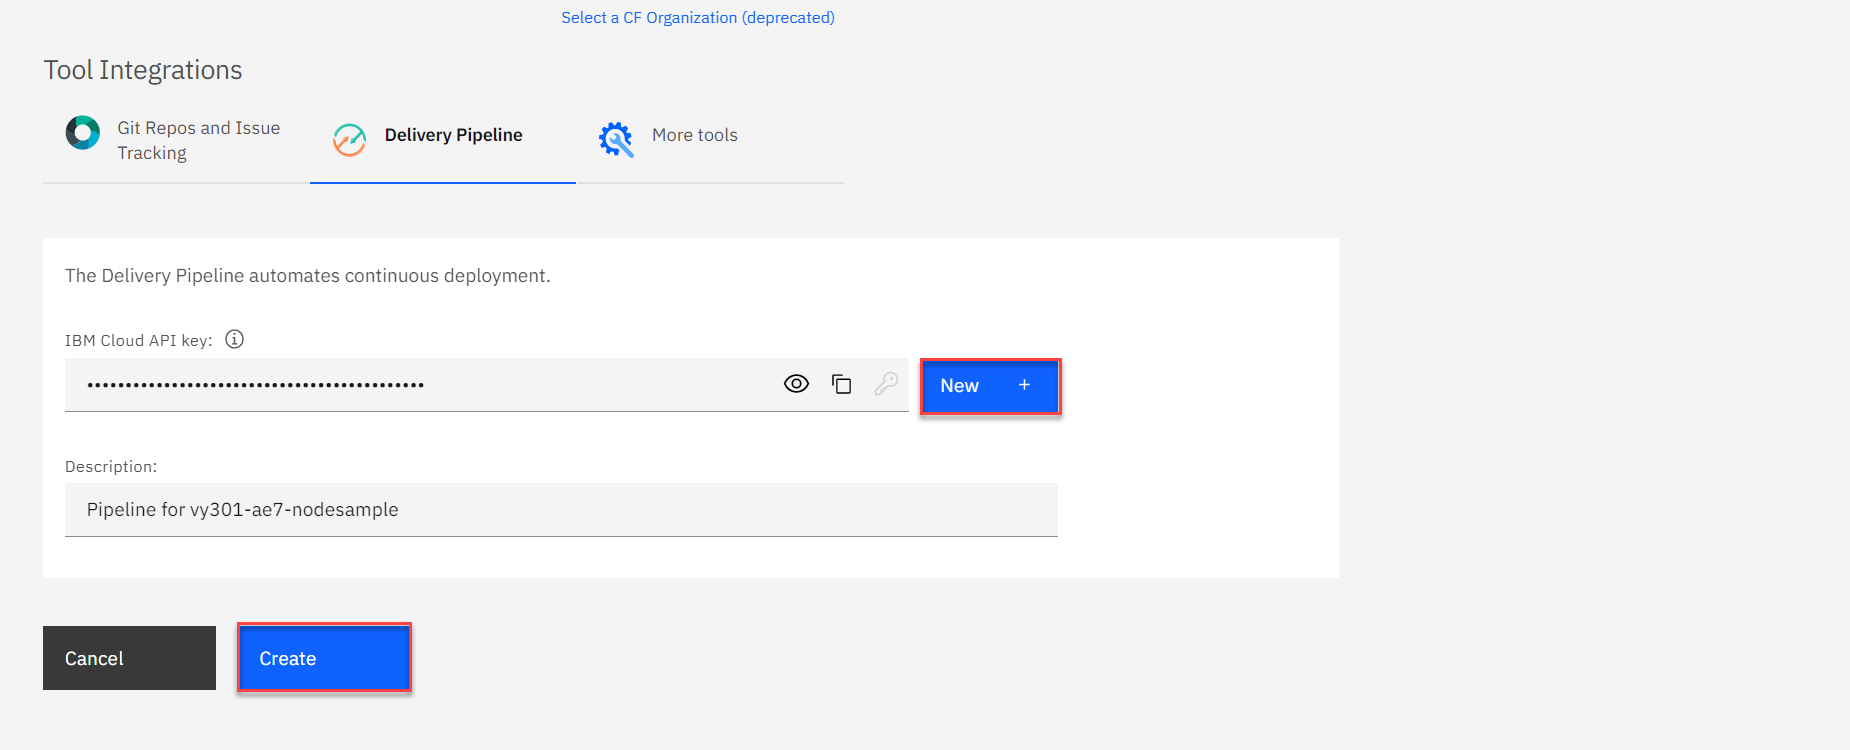 Select a CF Organization (deprecated)
Tool Integrations
Git Repos and Issue
Tracking
Delivery Pipeline
More tools
The Delivery Pipeline automates continuous deployment.
IBM Cloud API key:
••••••••••••••••••••••••••••••••••••••••••••
New +
Description:
Pipeline for vy301-ae7-nodesample
Cancel
Create